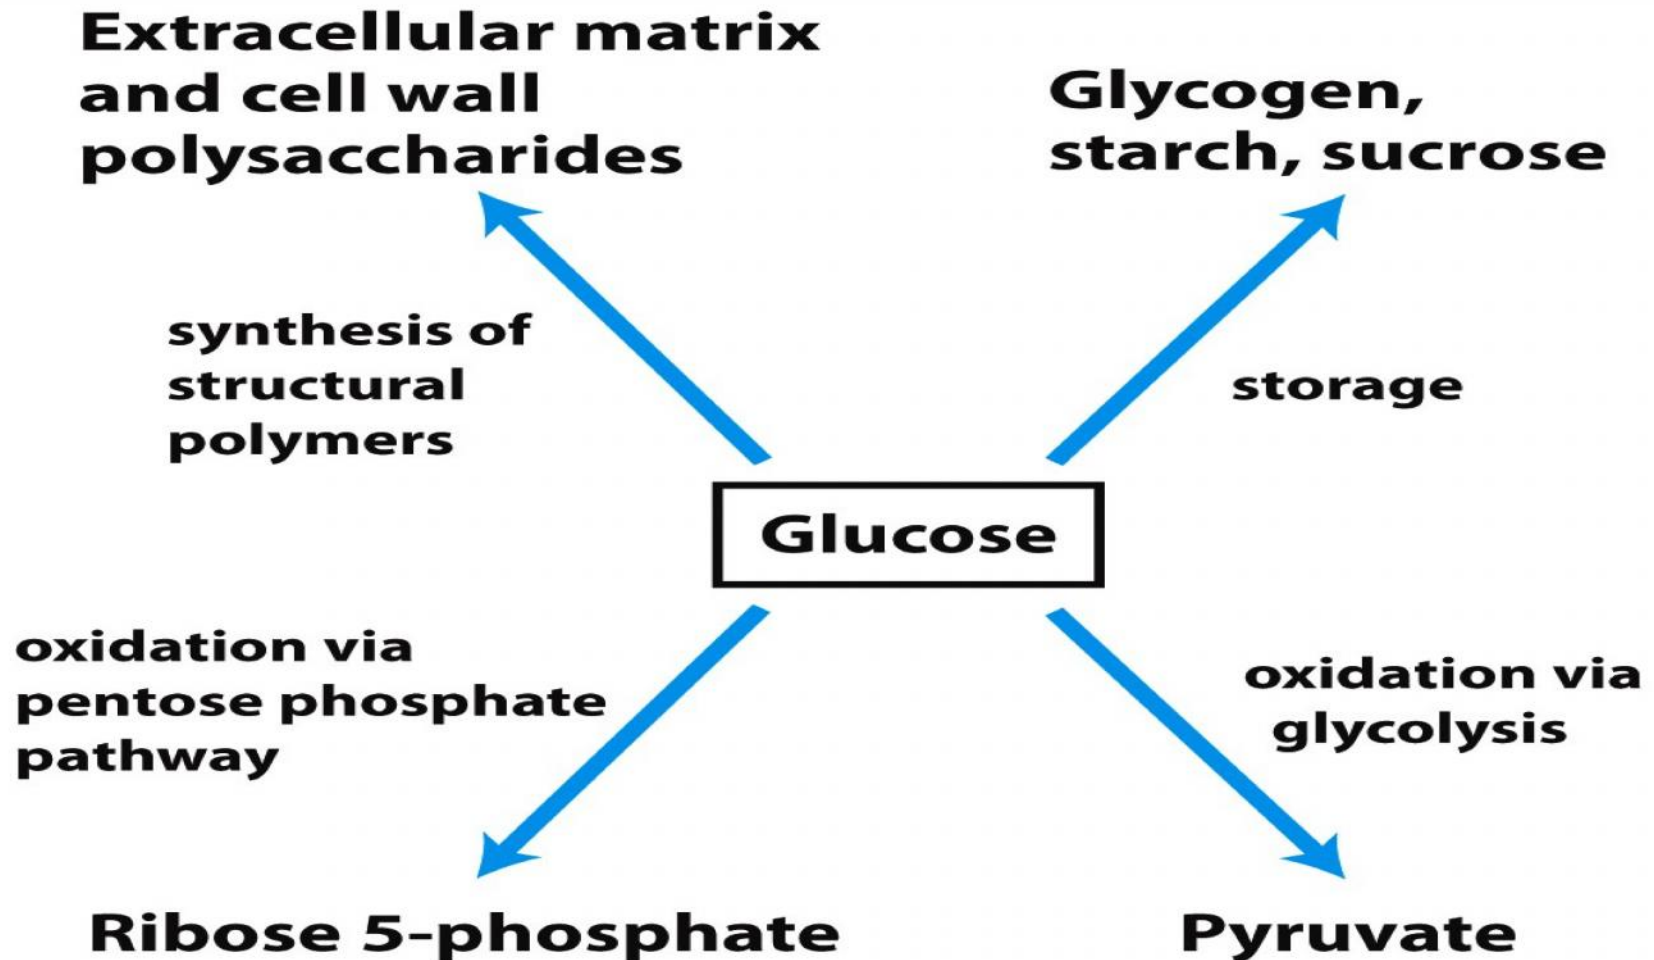 Extracellular matrix
and cell wall
polysaccharides
Glycogen,
starch, sucrose
synthesis of
structural
polymers
storage
Glucose
oxidation via
pentose phosphate
pathway
oxidation via
glycolysis
Ribose 5-phosphate
Pyruvate